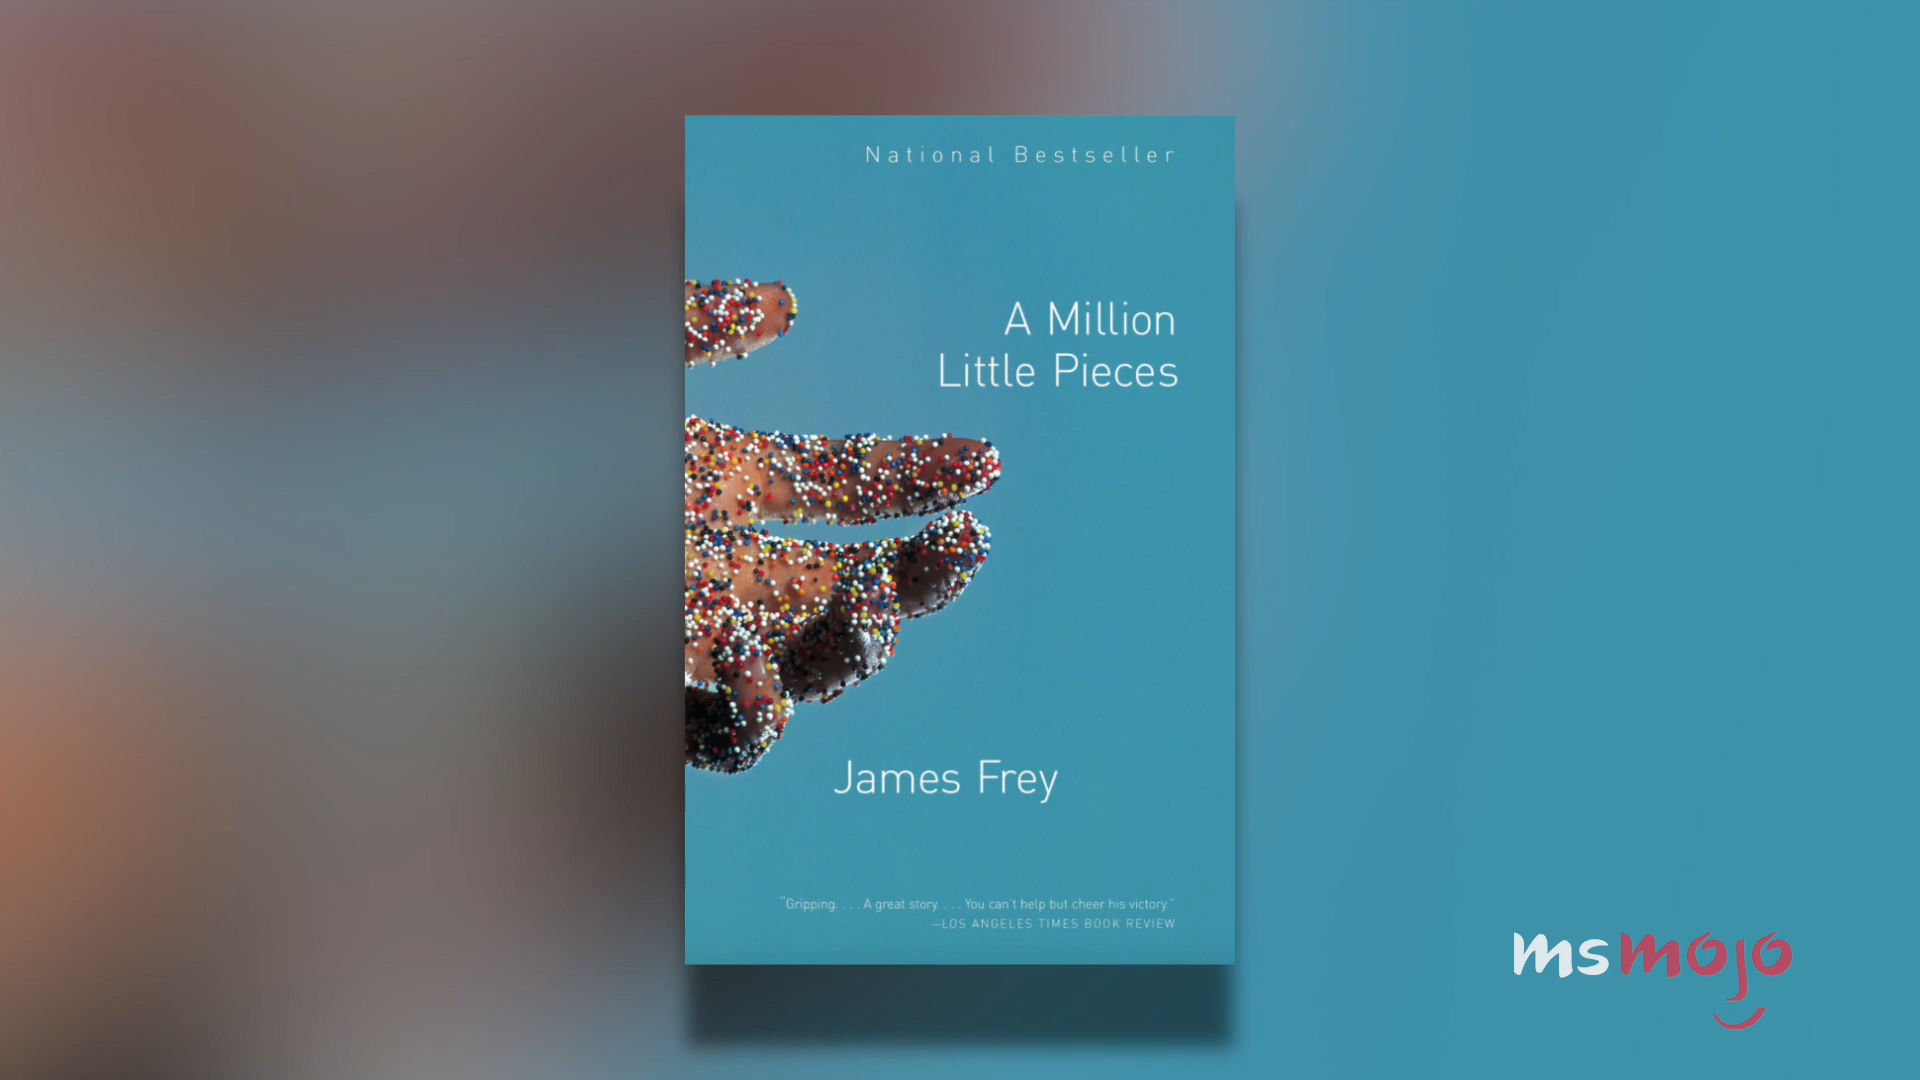 National Bestseller
A Million
Little Pieces
James Frey
"Gripping. . . . A great story. . . . You can't help but cheer his victory."
—LOS ANGELES TIMES BOOK REVIEW
msmojo